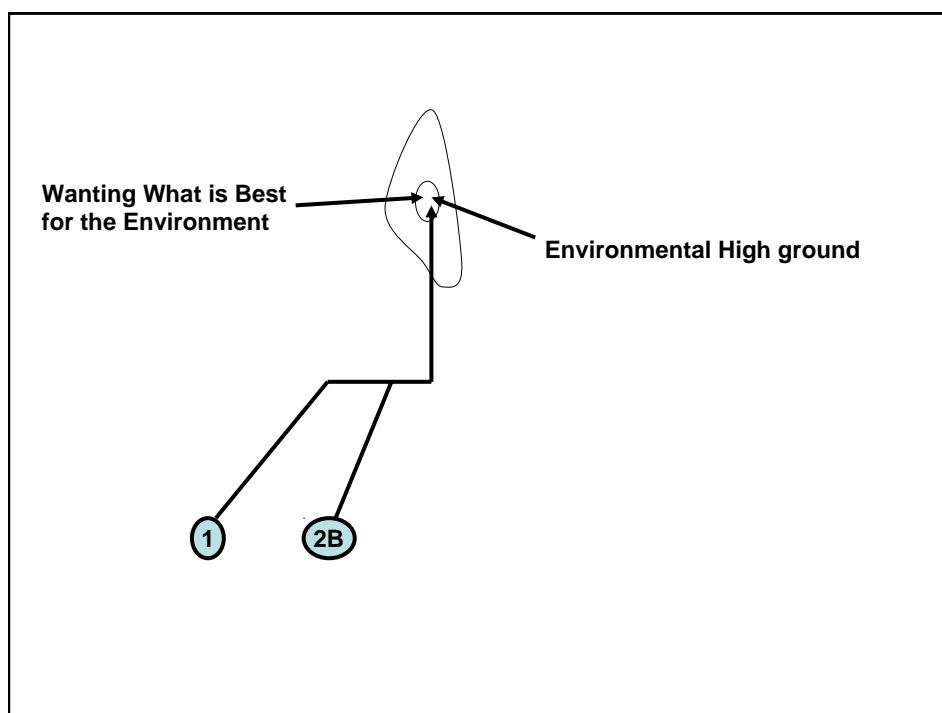 Wanting What is Best
for the Environment
Environmental High ground
1
2B